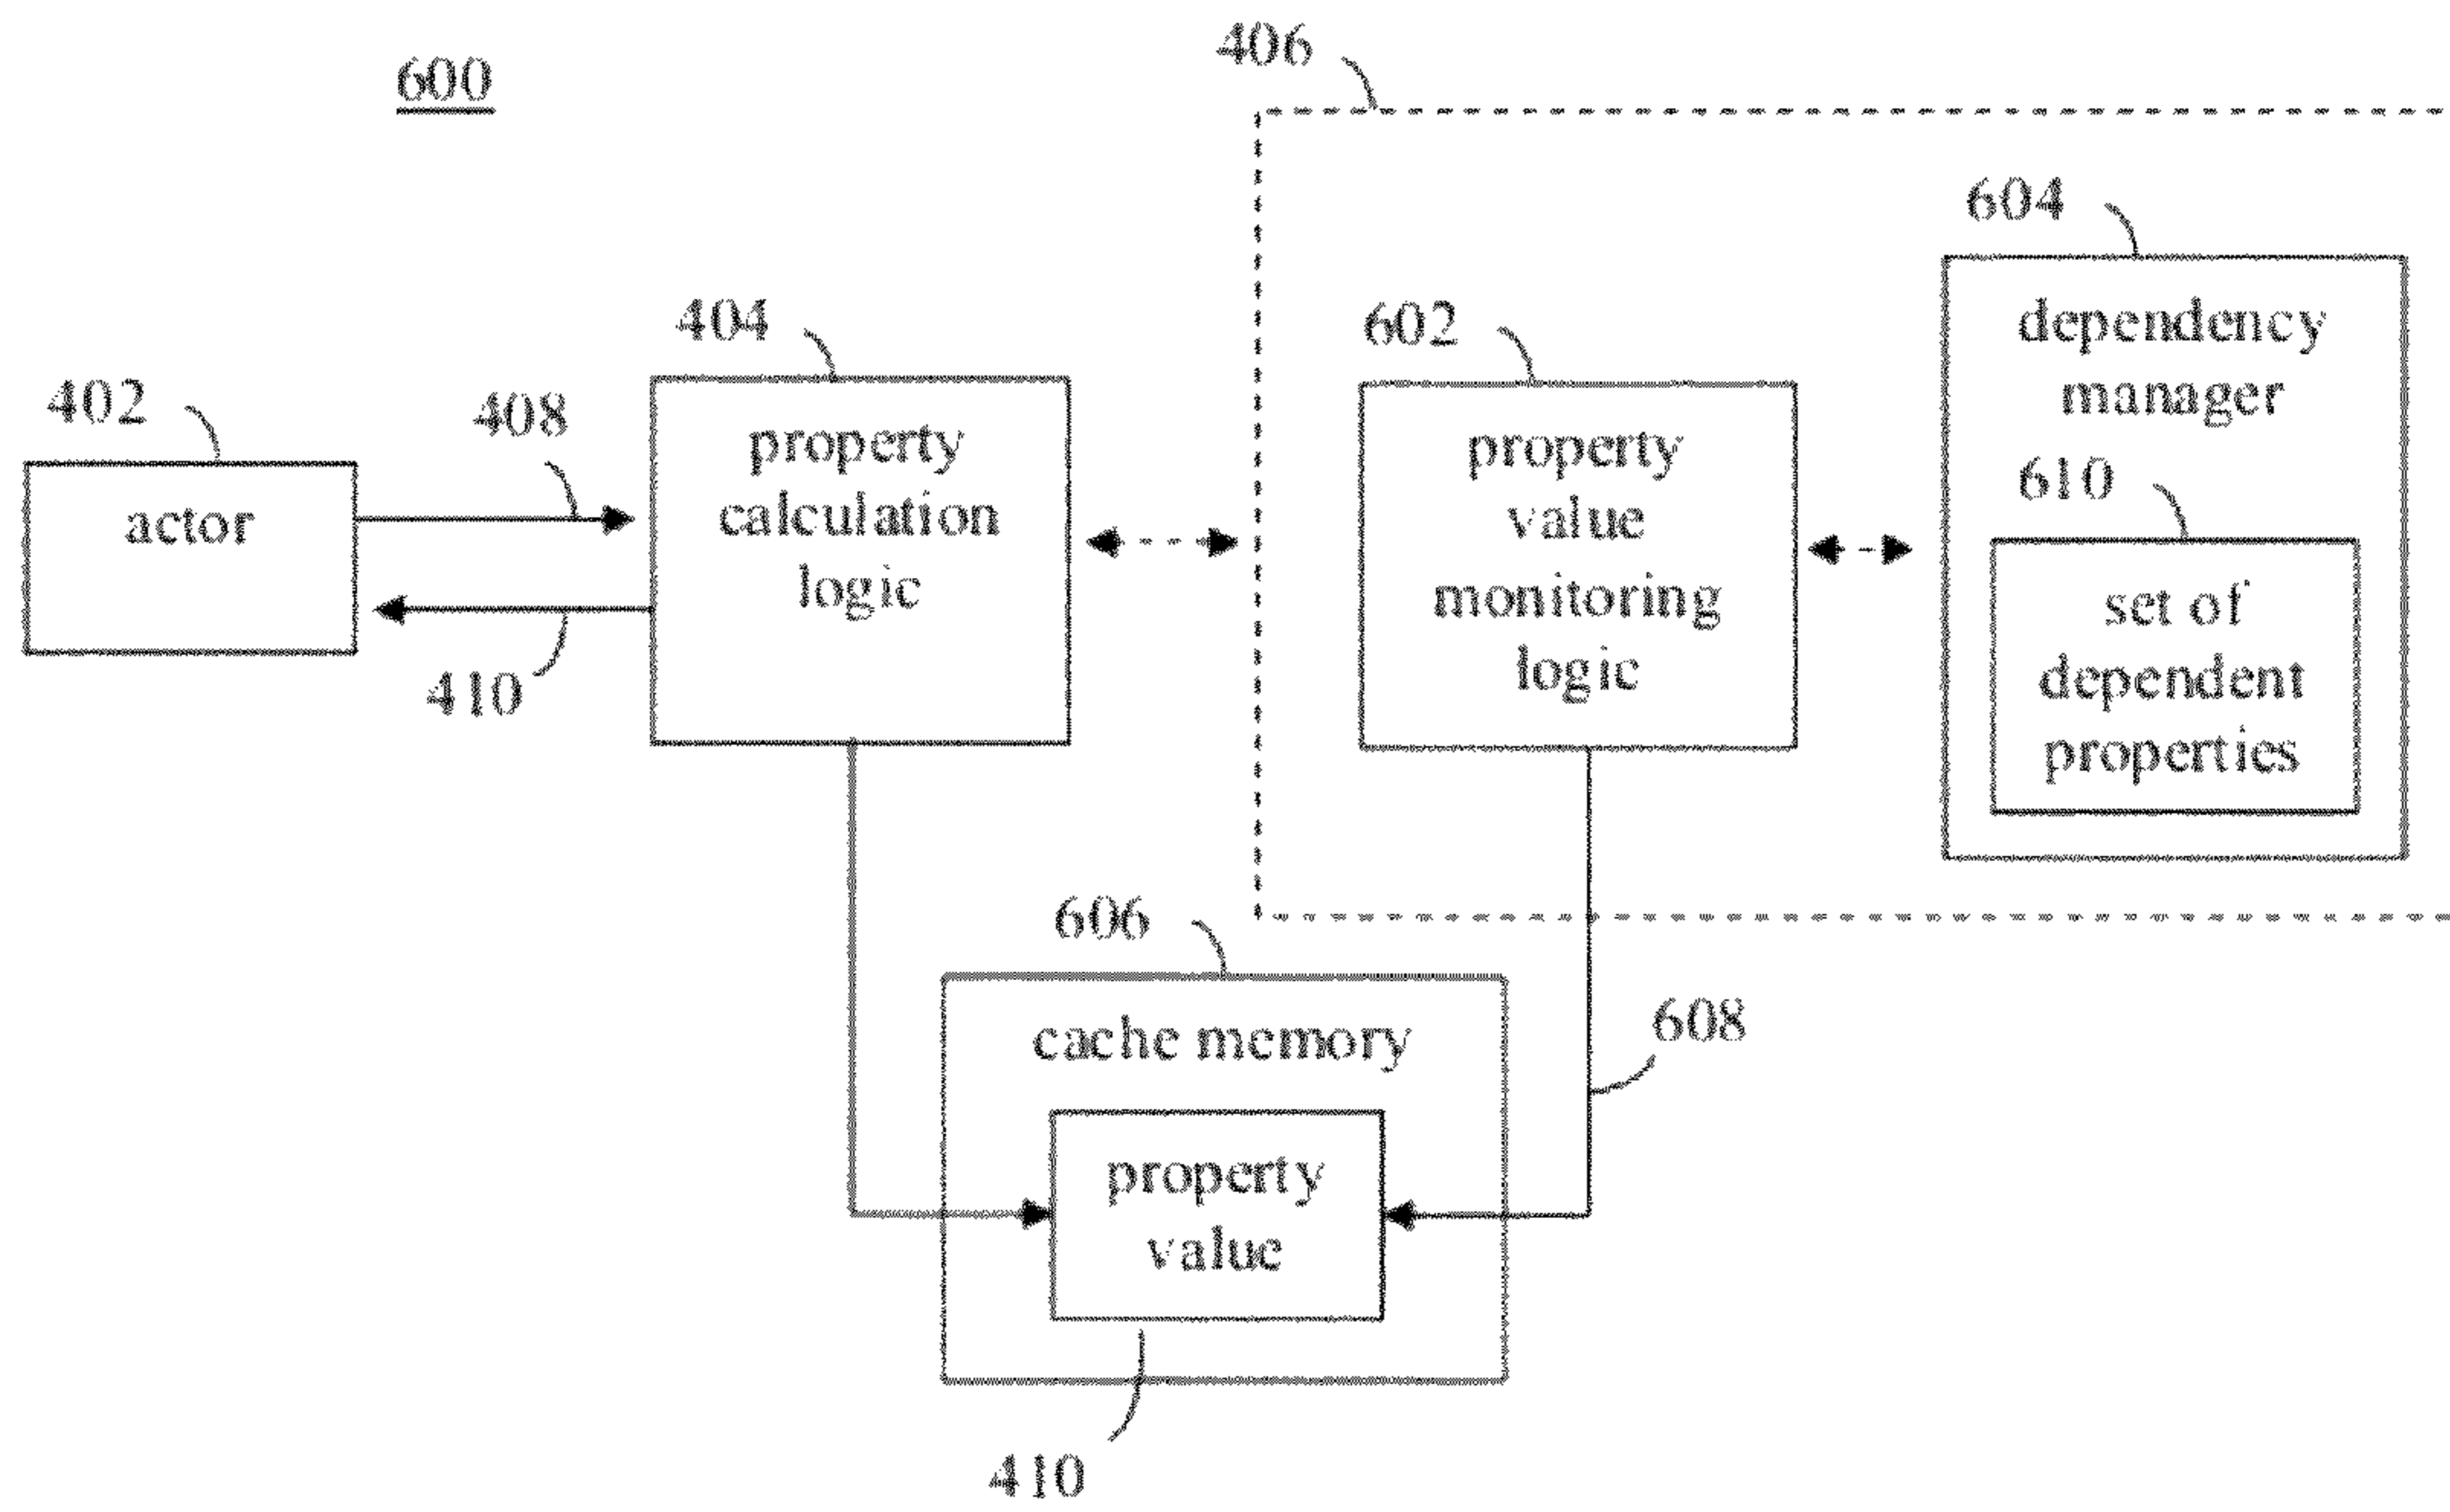 600
406
604
dependency
manager
610
set of
dependent
properties
602
property
value
monitoring
logic
404
property
calculation
logic
402
actor
408
410
606
cache memory
property
value
608
410